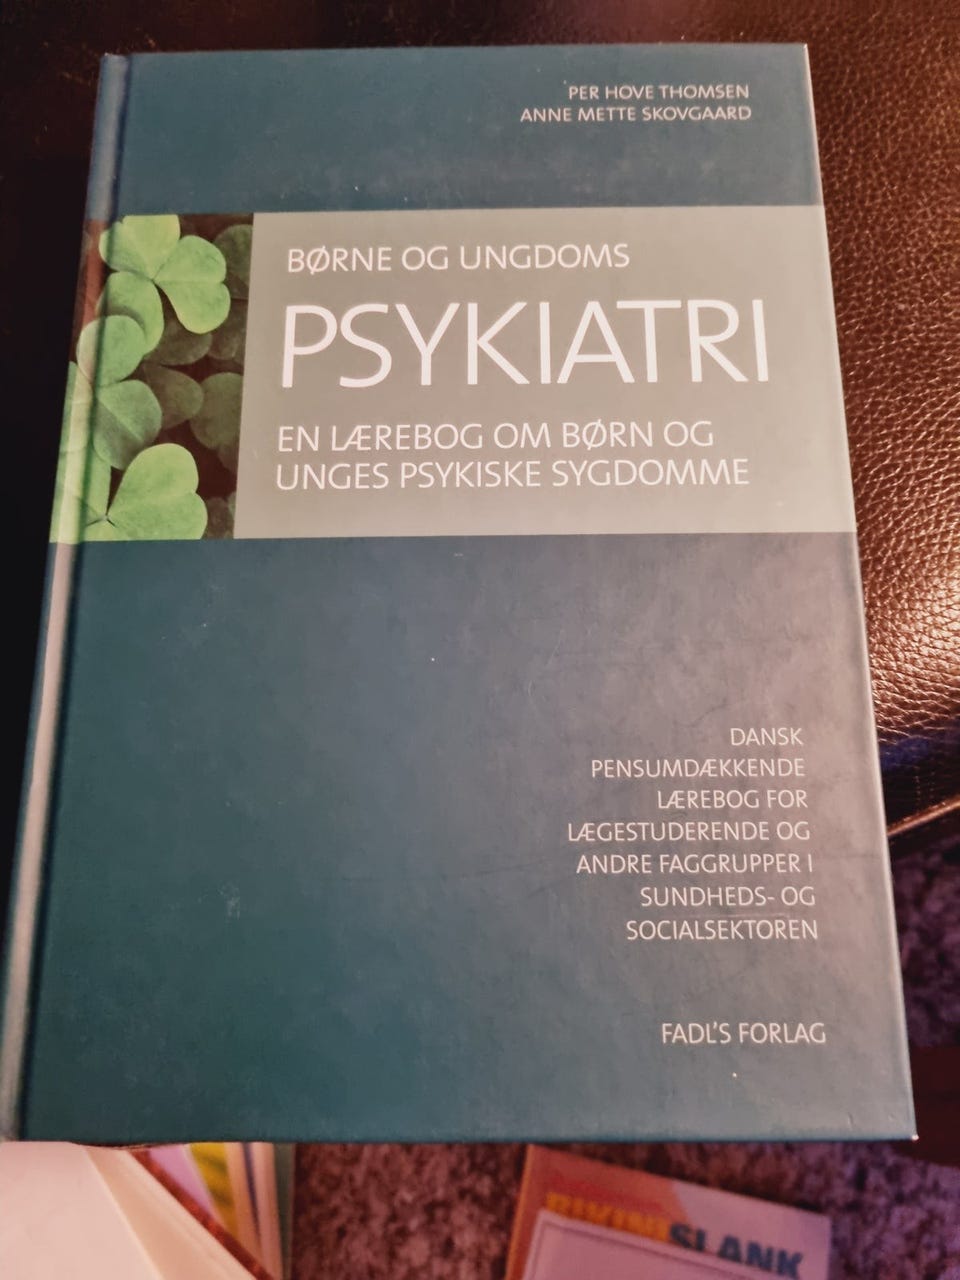 PER HOVE THOMSEN
ANNE METTE SKOVGAARD
BØRNE OG UNGDOMS
PSYKIATRI
EN LÆREBOG OM BØRN OG
UNGES PSYKISKE SYGDOMME
DANSK
PENSUMDÆKKENDE
LÆREBOG FOR
LÆGESTUDERENDE OG
ANDRE FAGGRUPPER I
SUNDHEDS- OG
SOCIALSEKTOREN
FADL'S FORLAG
SLANK